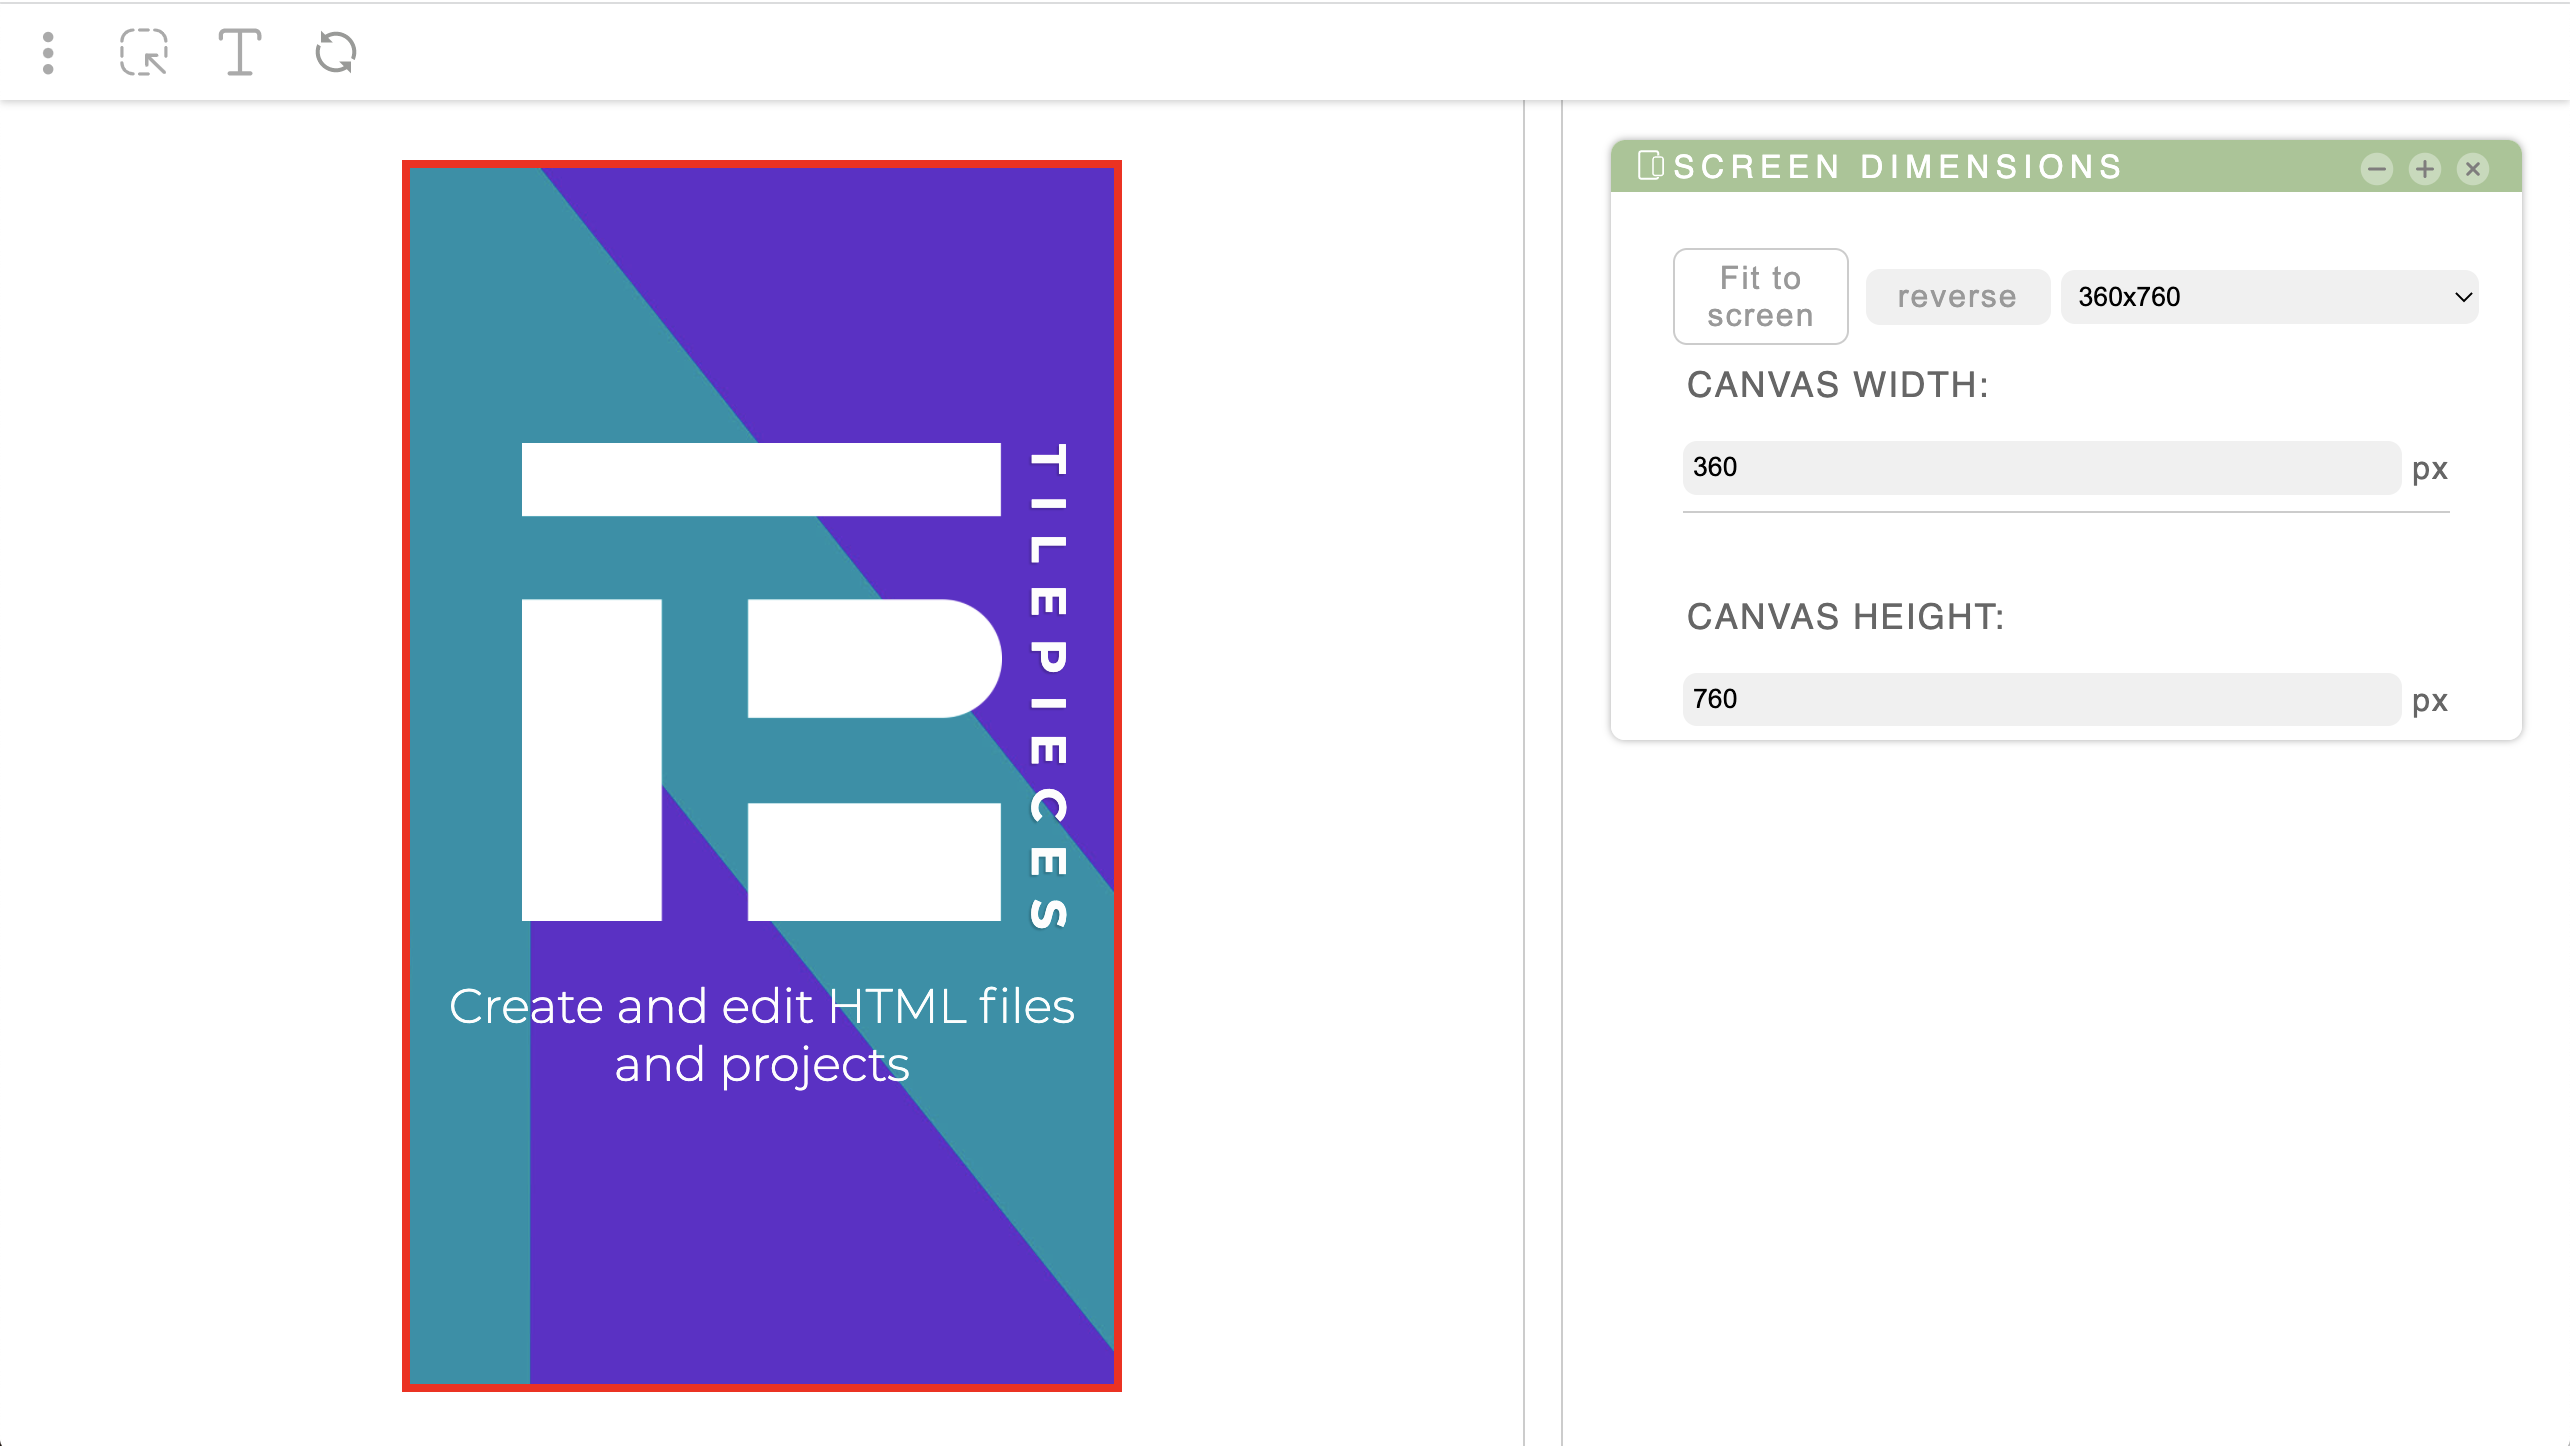 SCREEN DIMENSIONS
Fit to
screen
reverse
360x760
CANVAS WIDTH:
360
px
CANVAS HEIGHT:
760
px
TILEPIECES
Create and edit HTML files
and projects